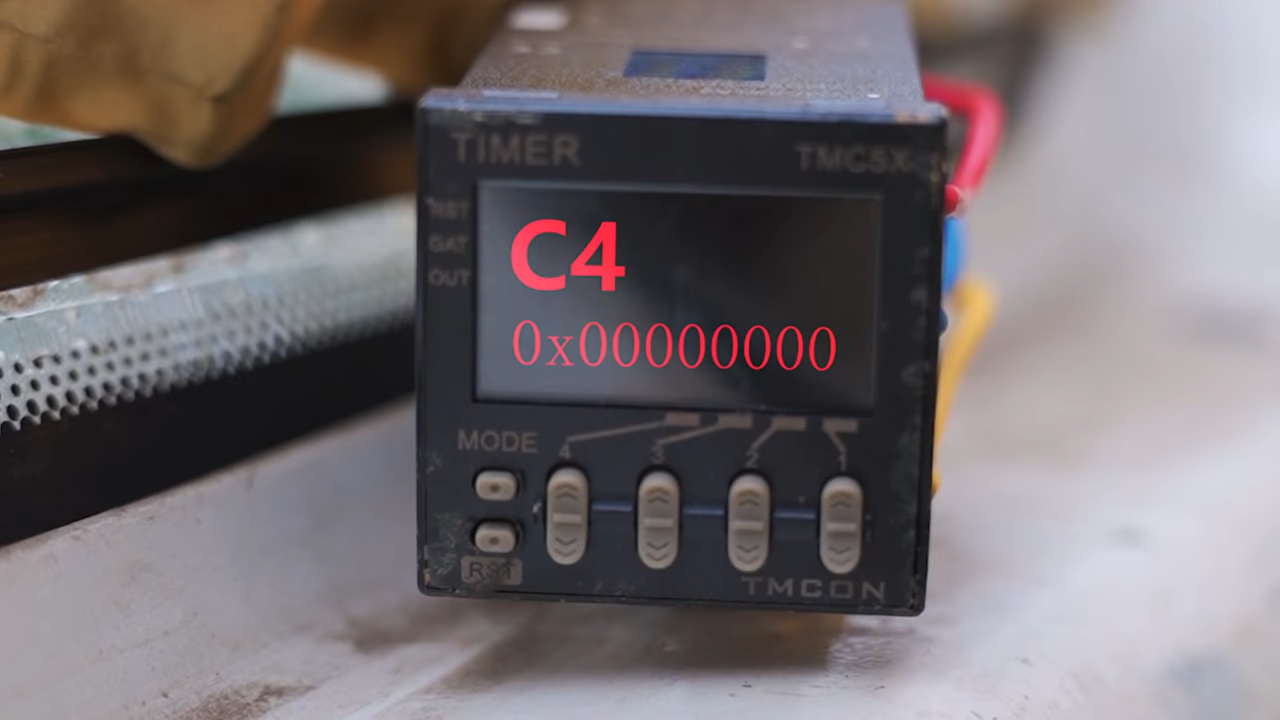 TIMER TMC5X
RST
GAT
OUT
C4
0x00000000
MODE
4 3 2 1
RST
TMCON